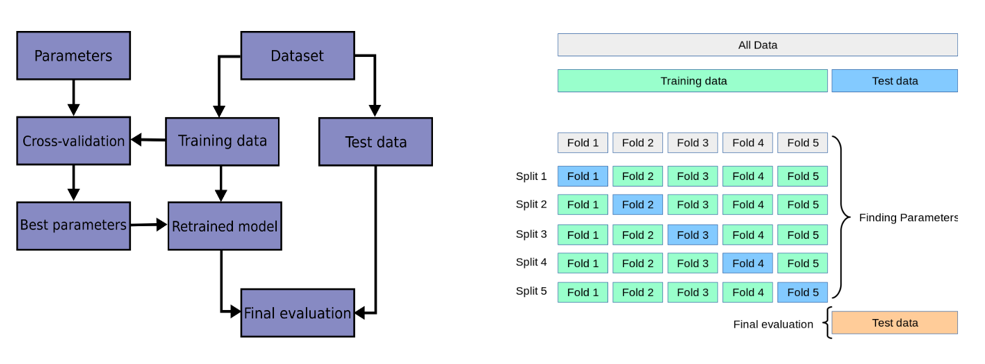 Parameters
Dataset
Cross-validation
Training data
Test data
Best parameters
Retrained model
Final evaluation
All Data
Training data Test data
Fold 1 Fold 2 Fold 3 Fold 4 Fold 5
Split 1 Fold 1 Fold 2 Fold 3 Fold 4 Fold 5
Split 2 Fold 1 Fold 2 Fold 3 Fold 4 Fold 5
Split 3 Fold 1 Fold 2 Fold 3 Fold 4 Fold 5
Split 4 Fold 1 Fold 2 Fold 3 Fold 4 Fold 5
Split 5 Fold 1 Fold 2 Fold 3 Fold 4 Fold 5
Finding Parameters
Final evaluation Test data